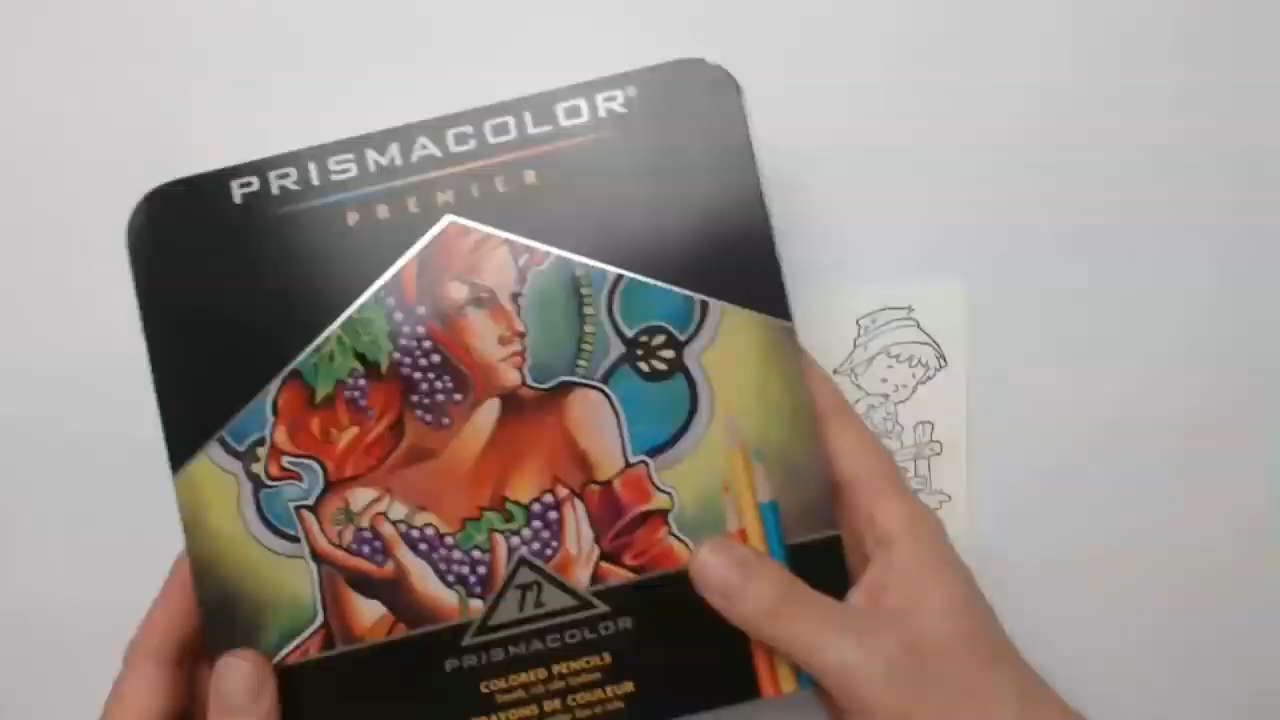 PRISMACOLOR®
PREMIER
72
PRISMACOLOR
COLORED PENCILS
CRAYONS DE COULEUR